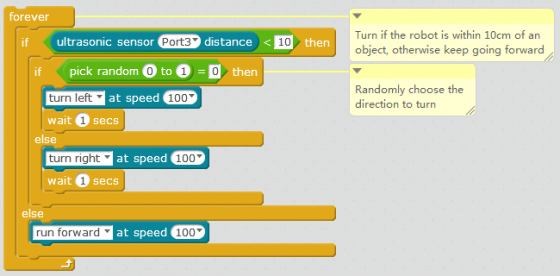 forever
if ultrasonic sensor Port3 distance < 10 then
Turn if the robot is within 10cm of an
object, otherwise keep going forward
if pick random 0 to 1 = 0 then
Randomly choose the
direction to turn
turn left at speed 100
wait 1 secs
else
turn right at speed 100
wait 1 secs
else
run forward at speed 100